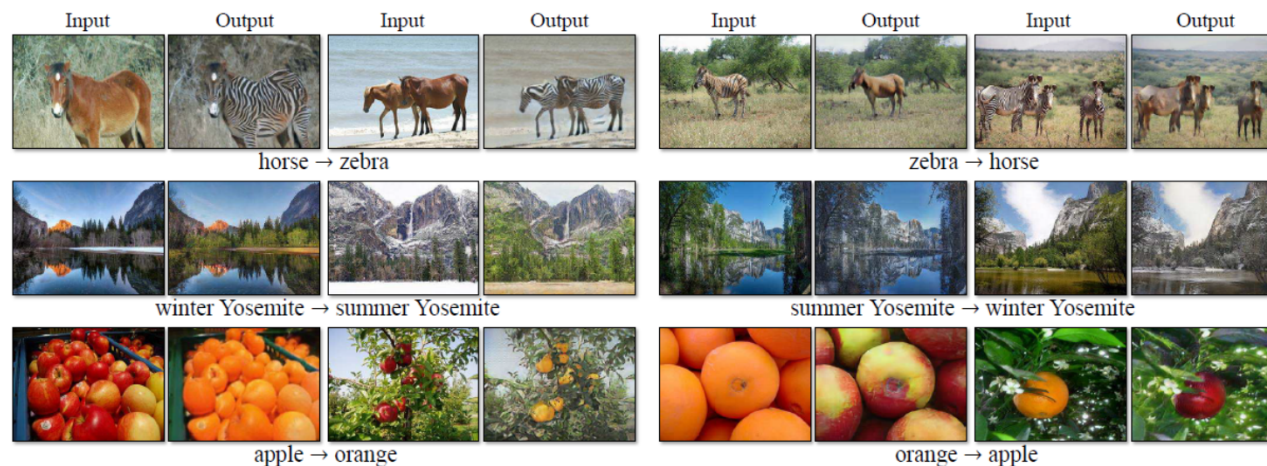 Input Output Input Output Input Output Input Output
horse → zebra zebra → horse
winter Yosemite → summer Yosemite summer Yosemite → winter Yosemite
apple → orange orange → apple